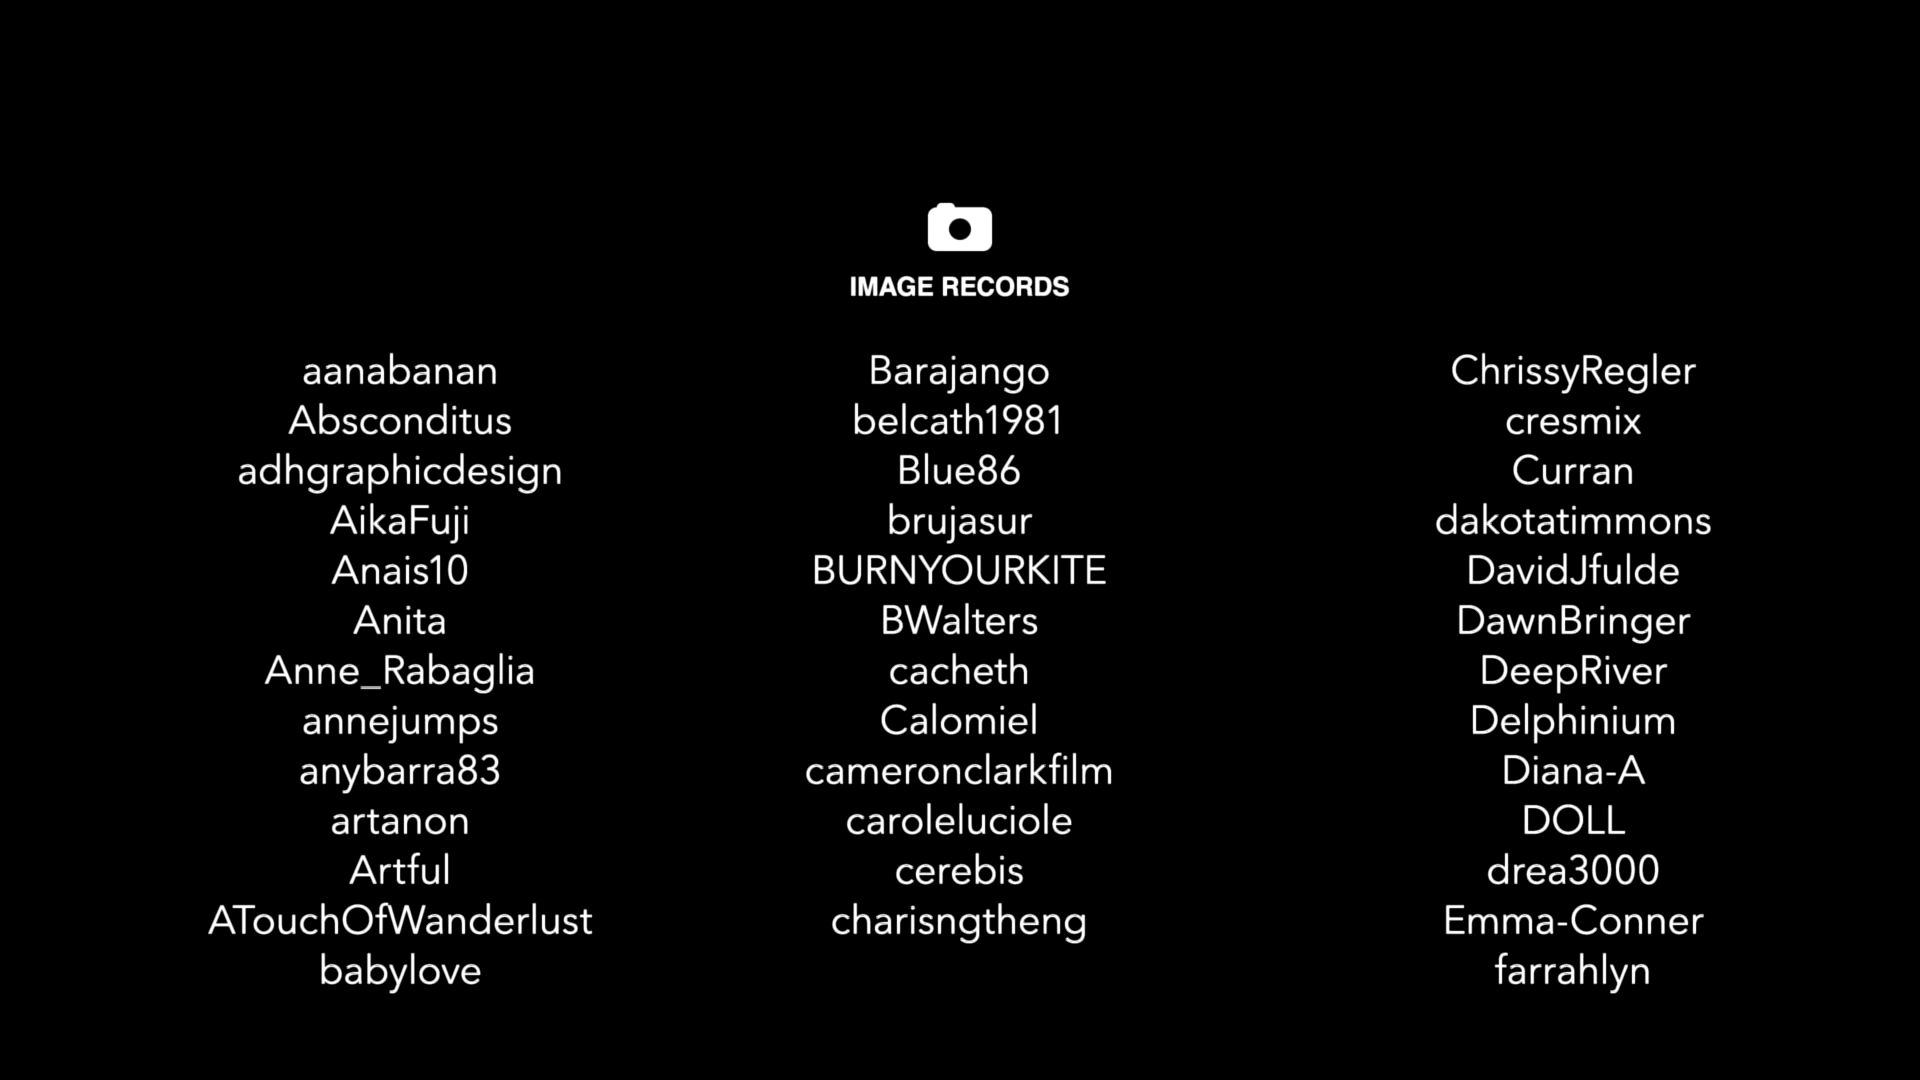 IMAGE RECORDS
aanabanan
Absconditus
adhgraphicdesign
AikaFuji
Anais10
Anita
Anne_Rabaglia
annejumps
anybarra83
artanon
Artful
ATouchOfWanderlust
babylove
Barajango
belcath1981
Blue86
brujasur
BURNYOURKITE
BWalters
cacheth
Calomiel
cameronclarkfilm
caroleluciole
cerebis
charisngtheng
ChrissyRegler
cresmix
Curran
dakotatimmons
DavidJfulde
DawnBringer
DeepRiver
Delphinium
Diana-A
DOLL
drea3000
Emma-Conner
farrahlyn